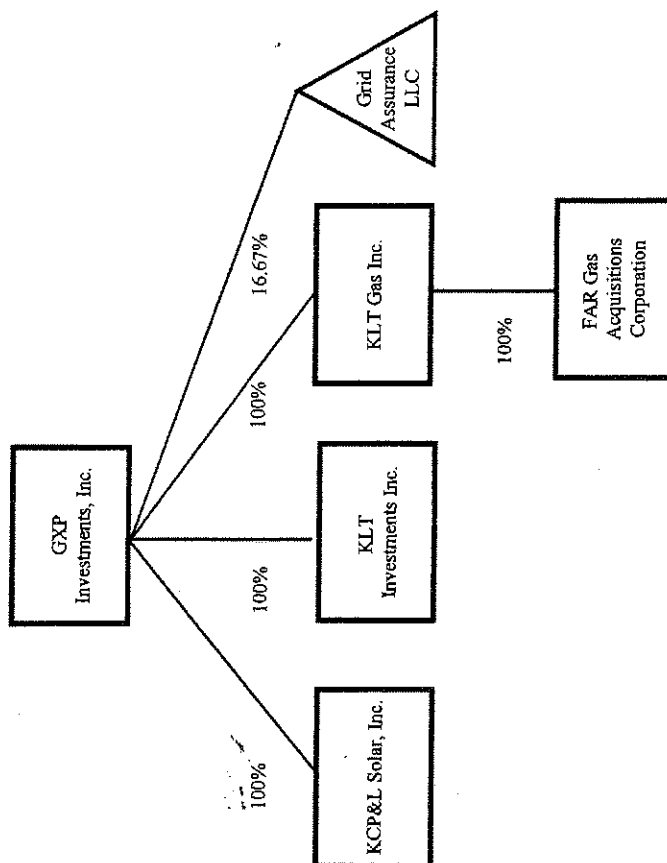 GXP
Investments, Inc.
100%
100%
100%
16.67%
KCP&L Solar, Inc.
KLT
Investments Inc.
KLT Gas Inc.
Grid
Assurance
LLC
100%
FAR Gas
Acquisitions
Corporation